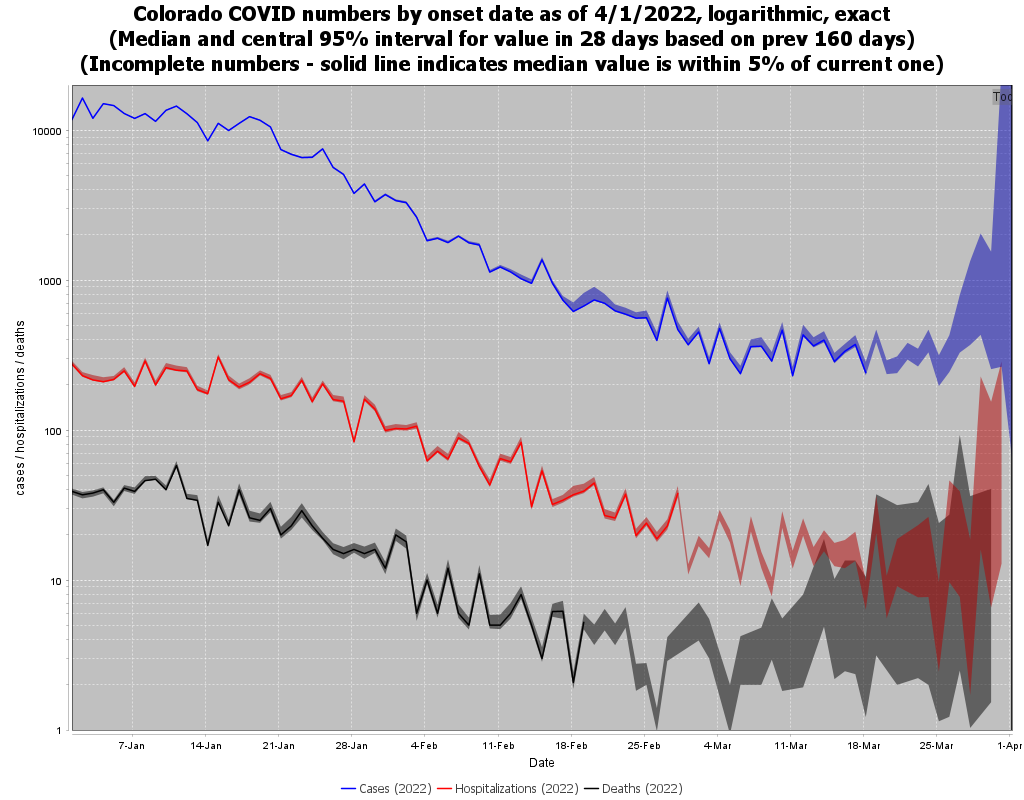 Colorado COVID numbers by onset date as of 4/1/2022, logarithmic, exact
(Median and central 95% interval for value in 28 days based on prev 160 days)
(Incomplete numbers - solid line indicates median value is within 5% of current one)
10000
1000
100
10
1
cases / hospitalizations / deaths
7-Jan 14-Jan 21-Jan 28-Jan 4-Feb 11-Feb 18-Feb 25-Feb 4-Mar 11-Mar 18-Mar 25-Mar 1-Apr
Date
Cases (2022) Hospitalizations (2022) Deaths (2022)